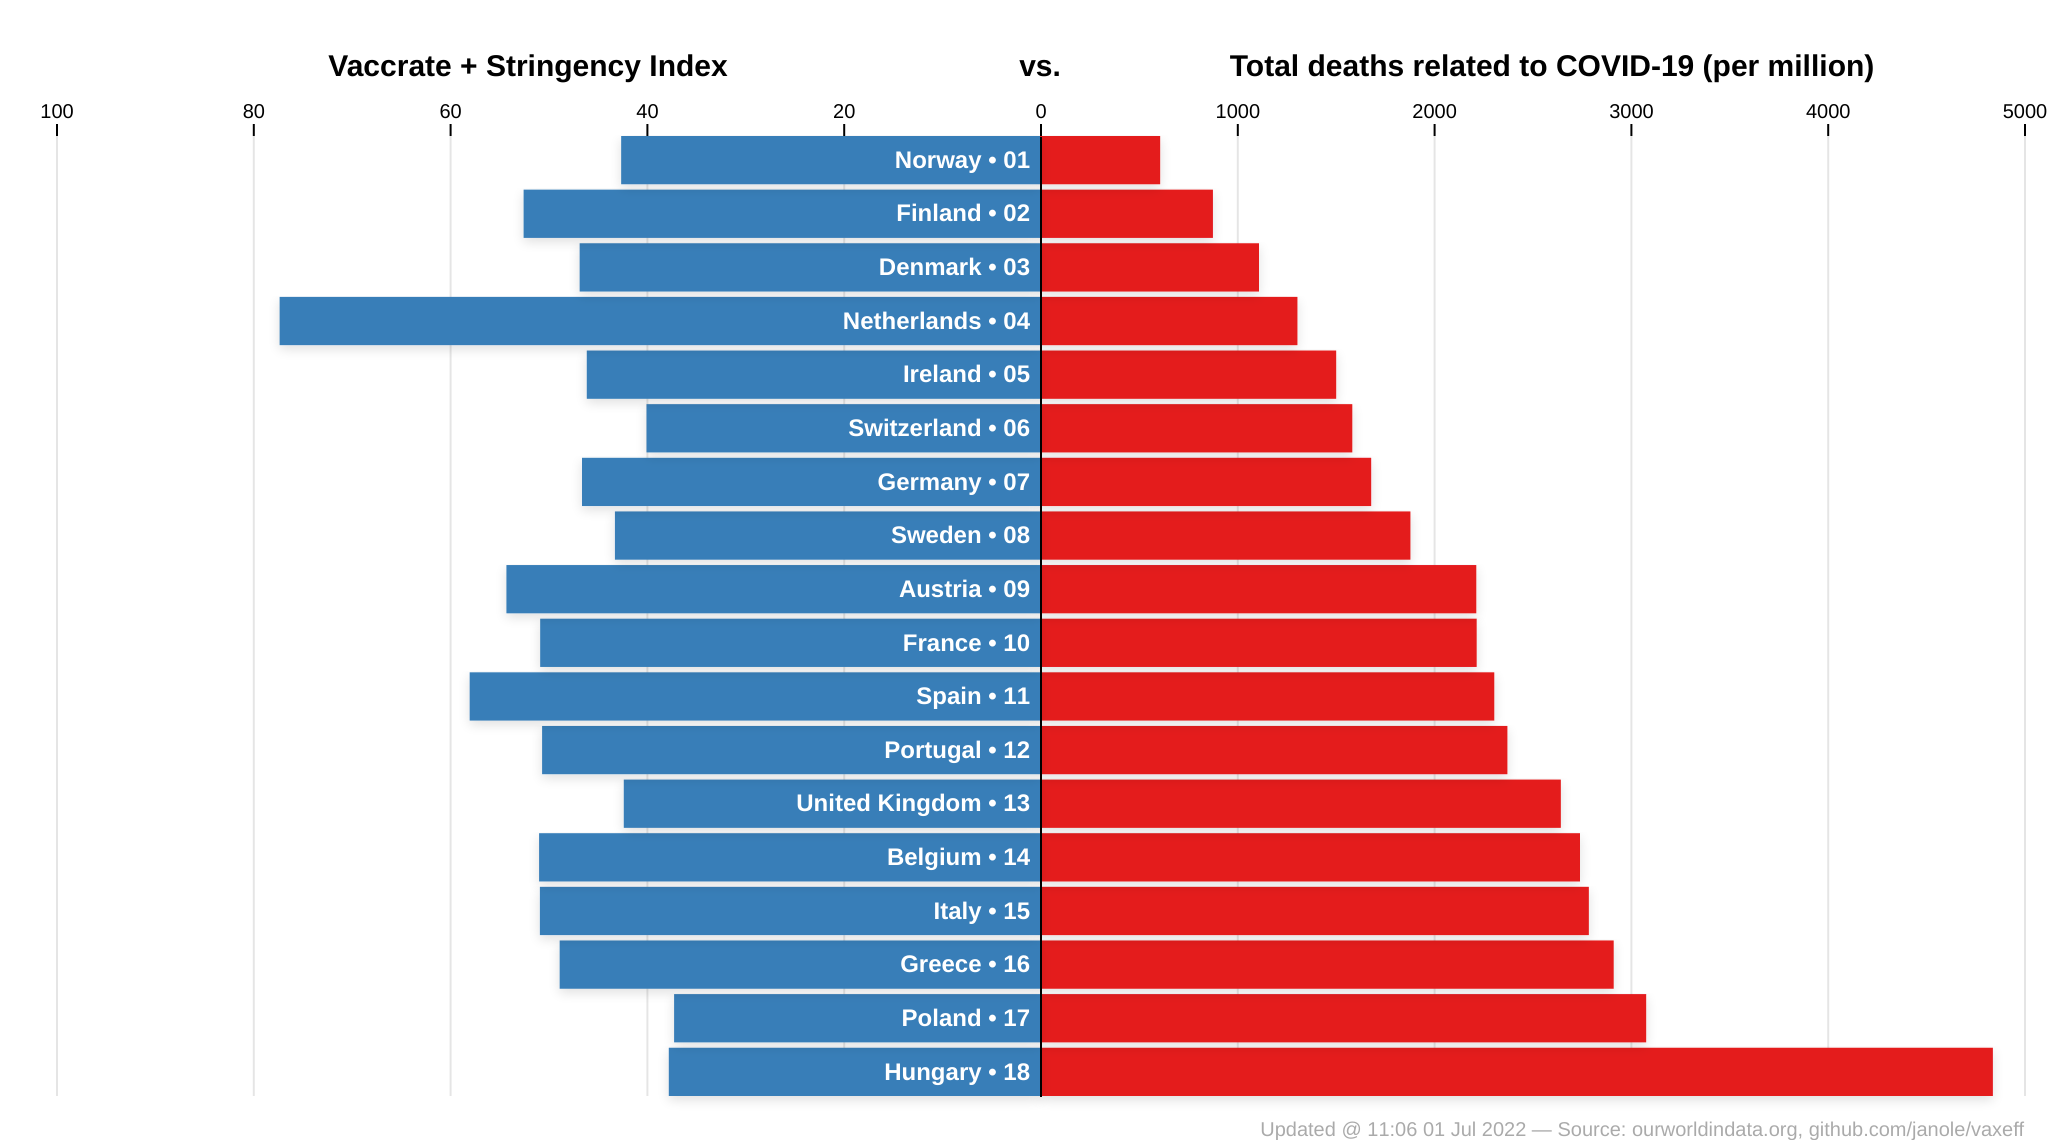 Vaccrate + Stringency Index vs. Total deaths related to COVID-19 (per million)
100 80 60 40 20 0 1000 2000 3000 4000 5000
Norway • 01
Finland • 02
Denmark • 03
Netherlands • 04
Ireland • 05
Switzerland • 06
Germany • 07
Sweden • 08
Austria • 09
France • 10
Spain • 11
Portugal • 12
United Kingdom • 13
Belgium • 14
Italy • 15
Greece • 16
Poland • 17
Hungary • 18
Updated @ 11:06 01 Jul 2022 — Source: ourworldindata.org, github.com/janole/vaxeff